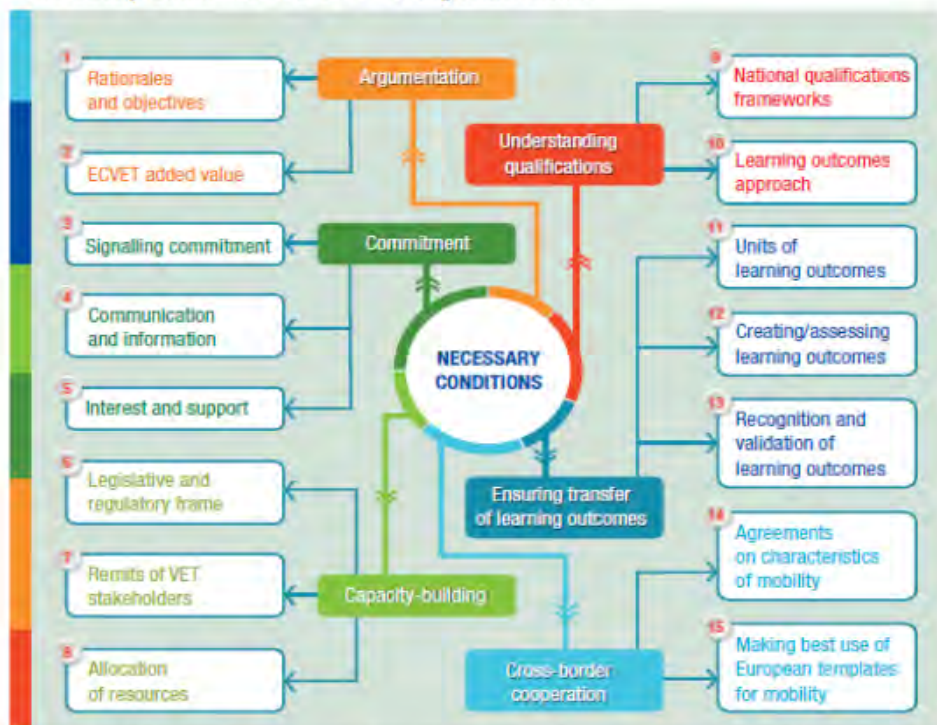 1
Rationales
and objectives
2
ECVET added value
3
Signalling commitment
4
Communication
and information
5
Interest and support
6
Legislative and
regulatory frame
7
Remits of VET
stakeholders
8
Allocation
of resources
Argumentation
Commitment
Capacity-building
NECESSARY
CONDITIONS
Understanding
qualifications
Ensuring transfer
of learning outcomes
Cross-border
cooperation
9
National qualifications
frameworks
10
Learning outcomes
approach
11
Units of
learning outcomes
12
Creating/assessing
learning outcomes
13
Recognition and
validation of
learning outcomes
14
Agreements
on characteristics
of mobility
15
Making best use of
European templates
for mobility